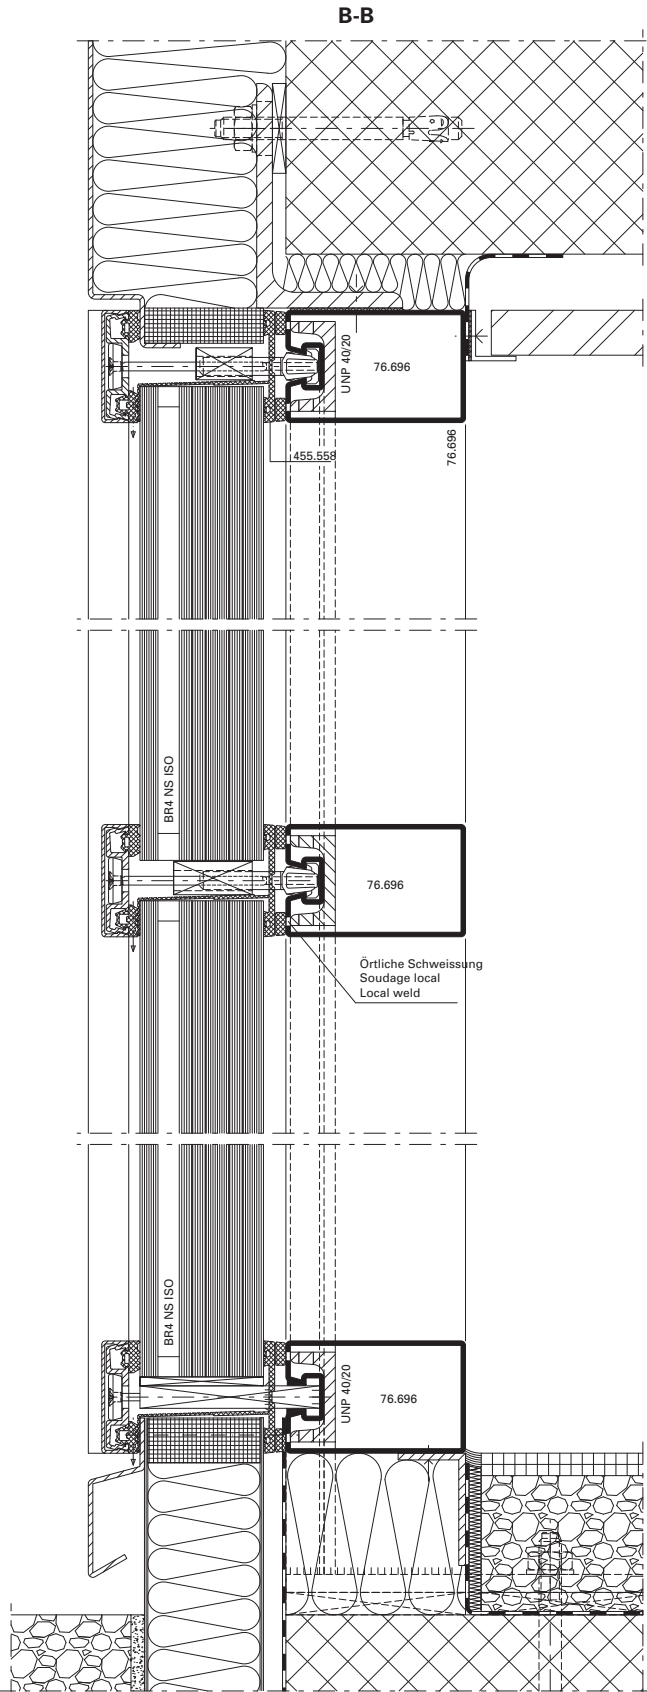 B-B
UNP 40/20
76.696
76.696
455.558
BR4 NS ISO
76.696
Örtliche Schweissung
Soudage local
Local weld
BR4 NS ISO
UNP 40/20
76.696